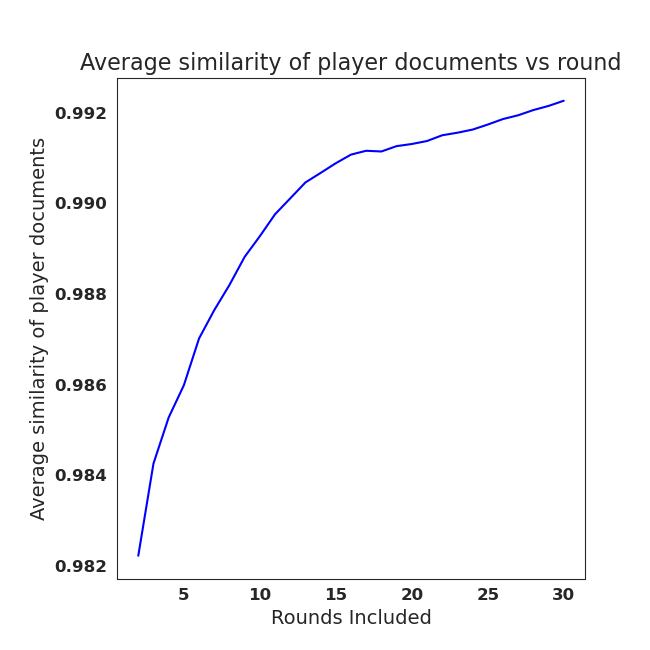 Average similarity of player documents vs round
Average similarity of player documents
0.992
0.990
0.988
0.986
0.984
0.982
5 10 15 20 25 30
Rounds Included